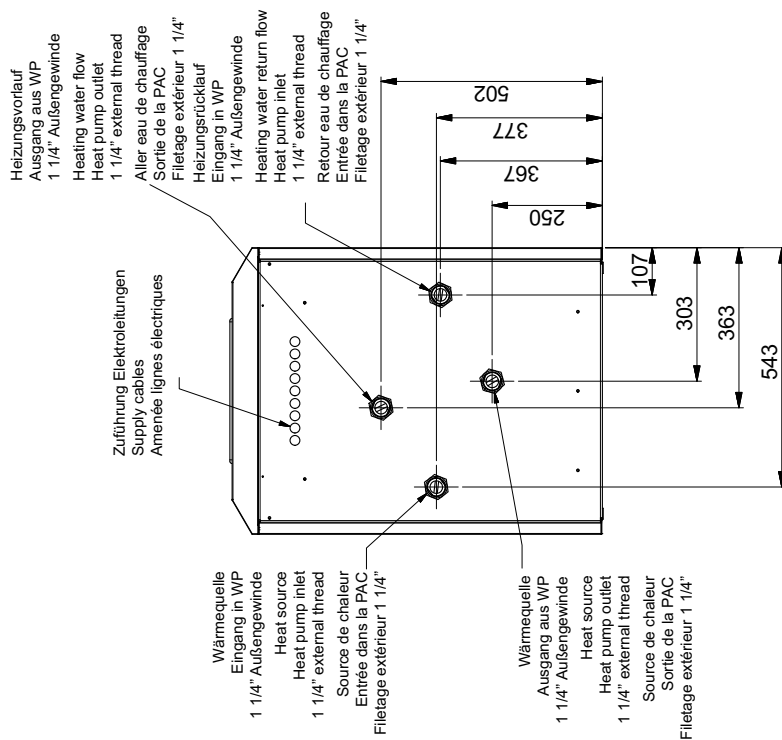 Heizungsvorlauf
Ausgang aus WP
1 1/4” Außengewinde
Heating water flow
Heat pump outlet
1 1/4” external thread
Aller eau de chauffage
Sortie de la PAC
Filetage extérieur 1 1/4”
Heizungsrücklauf
Eingang in WP
1 1/4” Außengewinde
Heating water return flow
Heat pump inlet
1 1/4” external thread
Retour eau de chauffage
Entrée dans la PAC
Filetage extérieur 1 1/4”
502
377
367
250
107
303
363
543
Zuführung Elektroleitungen
Supply cables
Amenée lignes électriques
Wärmequelle
Eingang in WP
1 1/4” Außengewinde
Heat source
Heat pump inlet
1 1/4” external thread
Source de chaleur
Entrée dans la PAC
Filetage extérieur 1 1/4”
Wärmequelle
Ausgang aus WP
1 1/4” Außengewinde
Heat source
Heat pump outlet
1 1/4” external thread
Source de chaleur
Sortie de la PAC
Filetage extérieur 1 1/4”